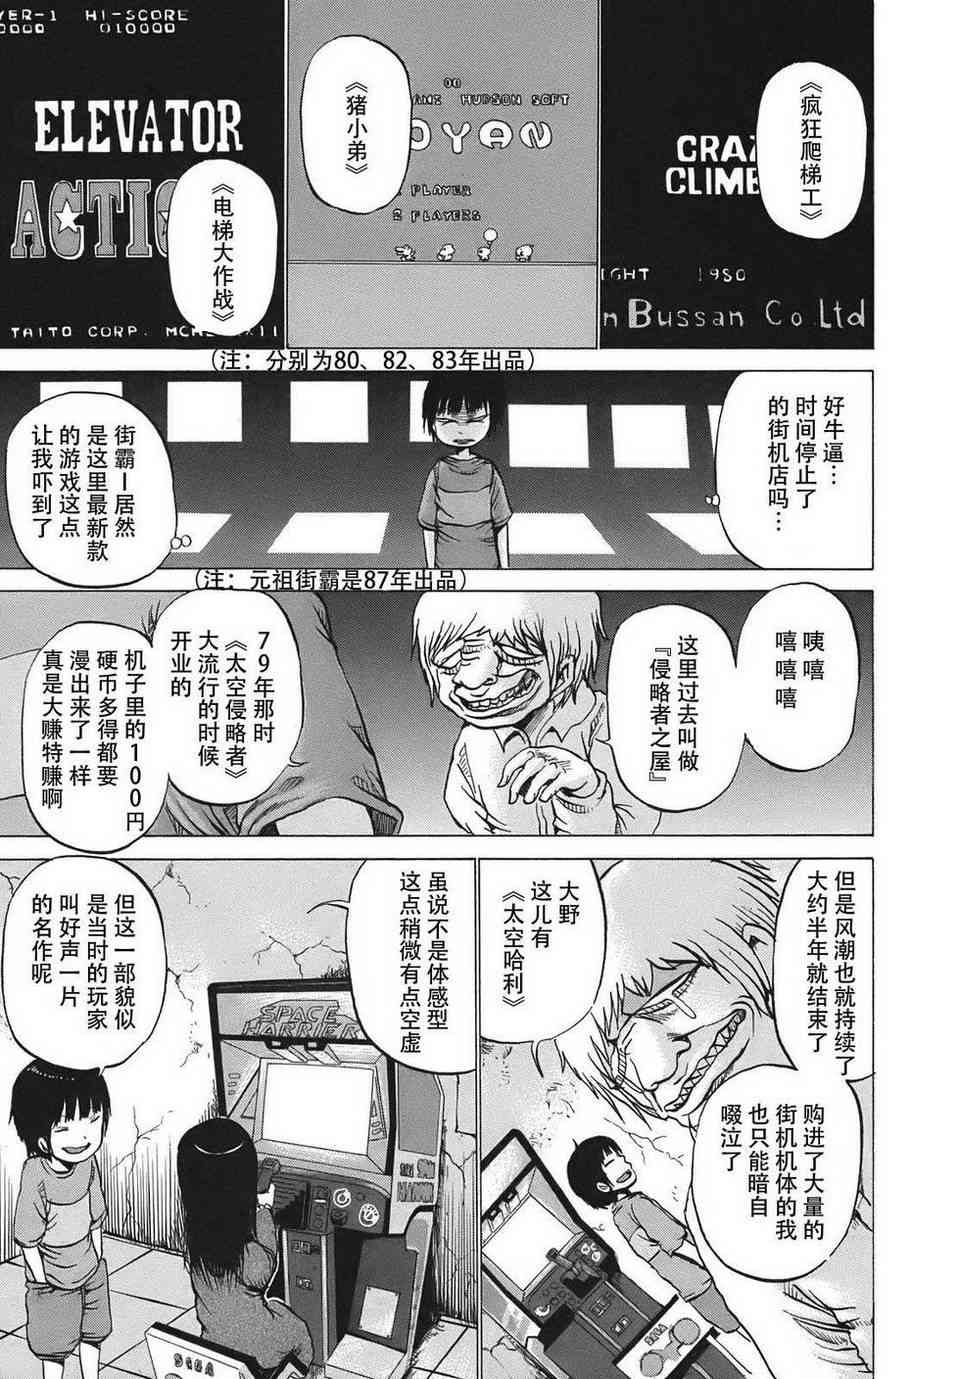 《疯狂爬梯工》
CRAZ
CLIMB
IGHT 1980
n Bussan Co.Ltd
《猪小弟》
00
AMI HUDSON SOFT
OYAN
PLAYER
2 PLAYERS
YER-1 HI-SCORE
0000 010000
ELEVATOR
ACTIO
《电梯大作战》
TAITO CORP.
（注：分别为80、82、83年出品）
好牛逼…
时间停止了
的街机店吗…
街霸ー居然
是这里最新款
的游戏这点
让我吓到了
（注：元祖街霸是87年出品）
咦嘻
嘻嘻嘻
这里过去叫做
『侵略者之屋』
79年那时
《太空侵略者》
大流行的时候
开业的
机子里的100円
硬币多得都要
漫出来了一样
真是大赚特赚啊
但是风潮也就持续了
大约半年就结束了
购进了大量的
街机机体的我
也只能暗自
啜泣了
大野
这儿有
《太空哈利》
SEGA
虽说不是体感型
这点稍微有点空虚
但这一部貌似
是当时的玩家
叫好声一片
的名作呢
SPACE
HARRIER
SEGA